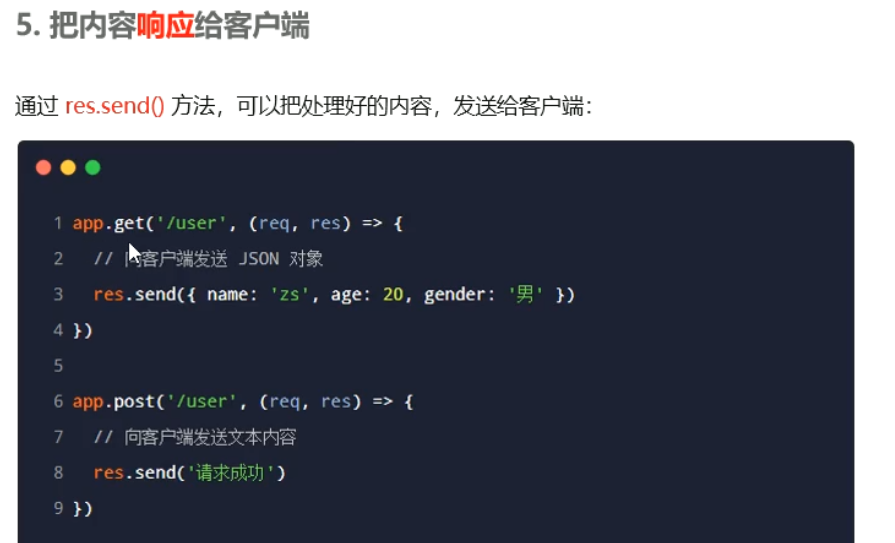 5. 把内容响应给客户端
通过 res.send() 方法，可以把处理好的内容，发送给客户端：
1 app.get('/user', (req, res) => {
2 // 向客户端发送 JSON 对象
3 res.send({ name: 'zs', age: 20, gender: '男' })
4 })
5
6 app.post('/user', (req, res) => {
7 // 向客户端发送文本内容
8 res.send('请求成功')
9 })